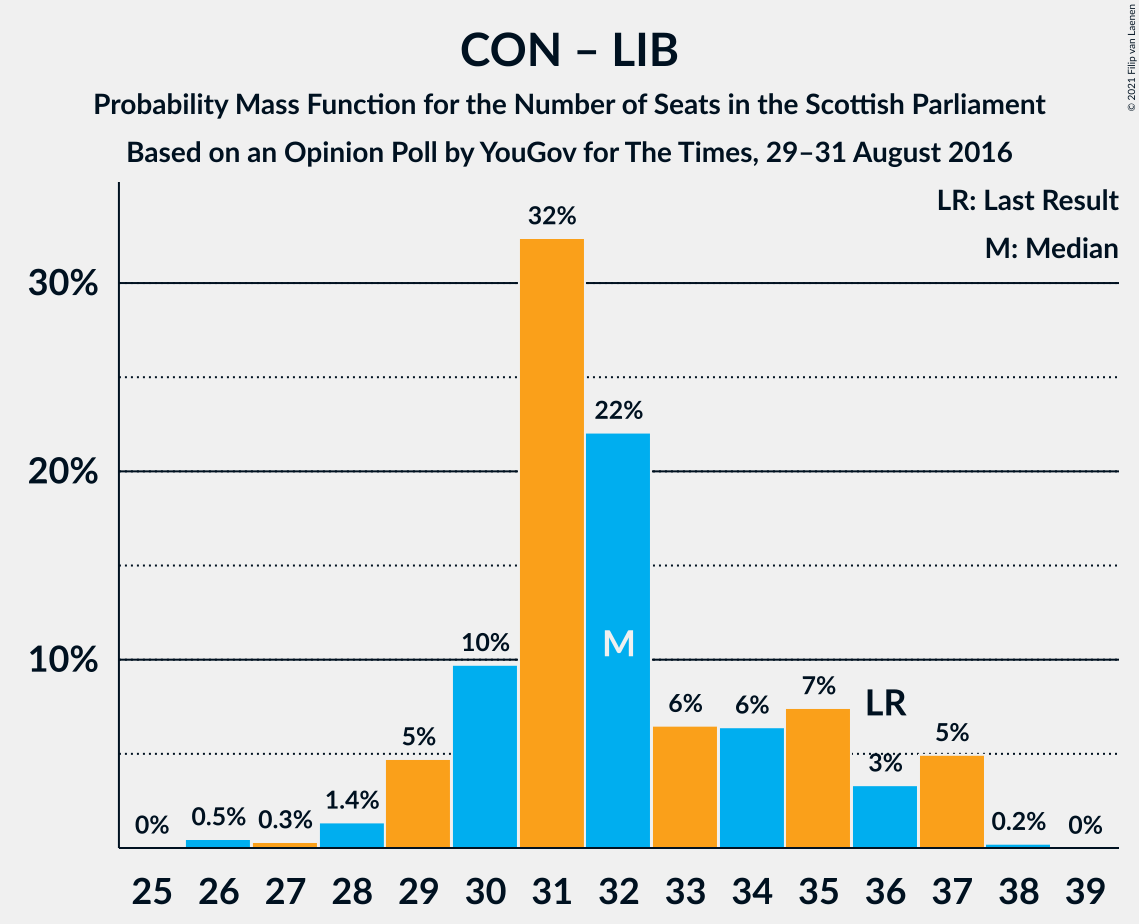 CON – LIB
Probability Mass Function for the Number of Seats in the Scottish Parliament
Based on an Opinion Poll by YouGov for The Times, 29–31 August 2016
© 2021 Filip van Laenen
LR: Last Result
M: Median
30%
20%
10%
0%
0.5%
0.3%
1.4%
5%
10%
32%
22%
M
6%
6%
7%
LR
3%
5%
0.2%
0%
25 26 27 28 29 30 31 32 33 34 35 36 37 38 39